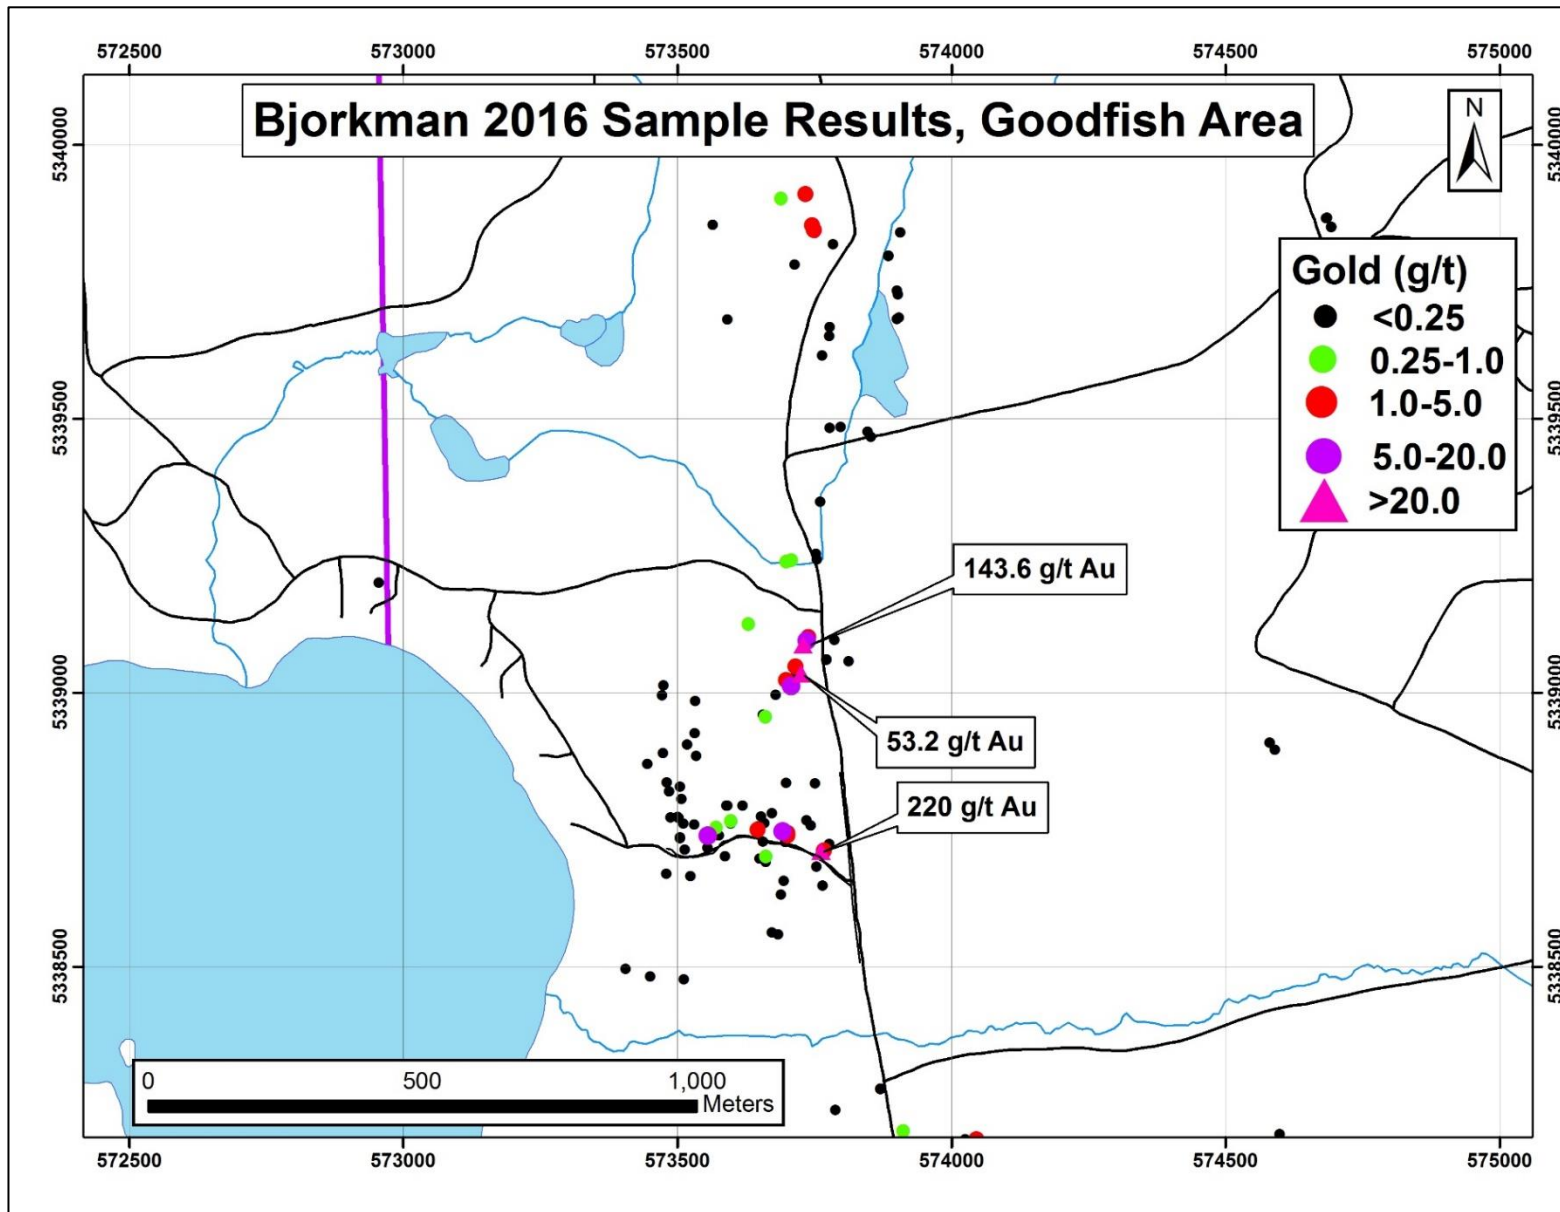 572500 573000 573500 574000 574500 575000
Bjorkman 2016 Sample Results, Goodfish Area
N
5340000
5340000
Gold (g/t)
<0.25
0.25-1.0
1.0-5.0
5.0-20.0
>20.0
5339500
5339500
143.6 g/t Au
5339000
5339000
53.2 g/t Au
220 g/t Au
5338500
5338500
0 500 1,000
Meters
572500 573000 573500 574000 574500 575000